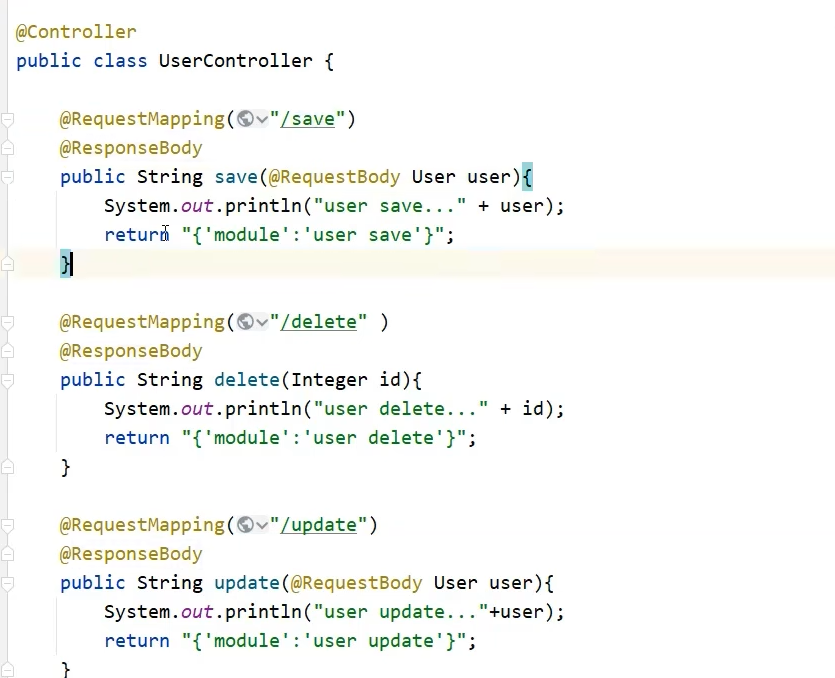 @Controller
public class UserController {
@RequestMapping("/save")
@ResponseBody
public String save(@RequestBody User user){
System.out.println("user save..." + user);
return "{'module':'user save'}";
}
@RequestMapping("/delete" )
@ResponseBody
public String delete(Integer id){
System.out.println("user delete..." + id);
return "{'module':'user delete'}";
}
@RequestMapping("/update")
@ResponseBody
public String update(@RequestBody User user){
System.out.println("user update..."+user);
return "{'module':'user update'}";
}